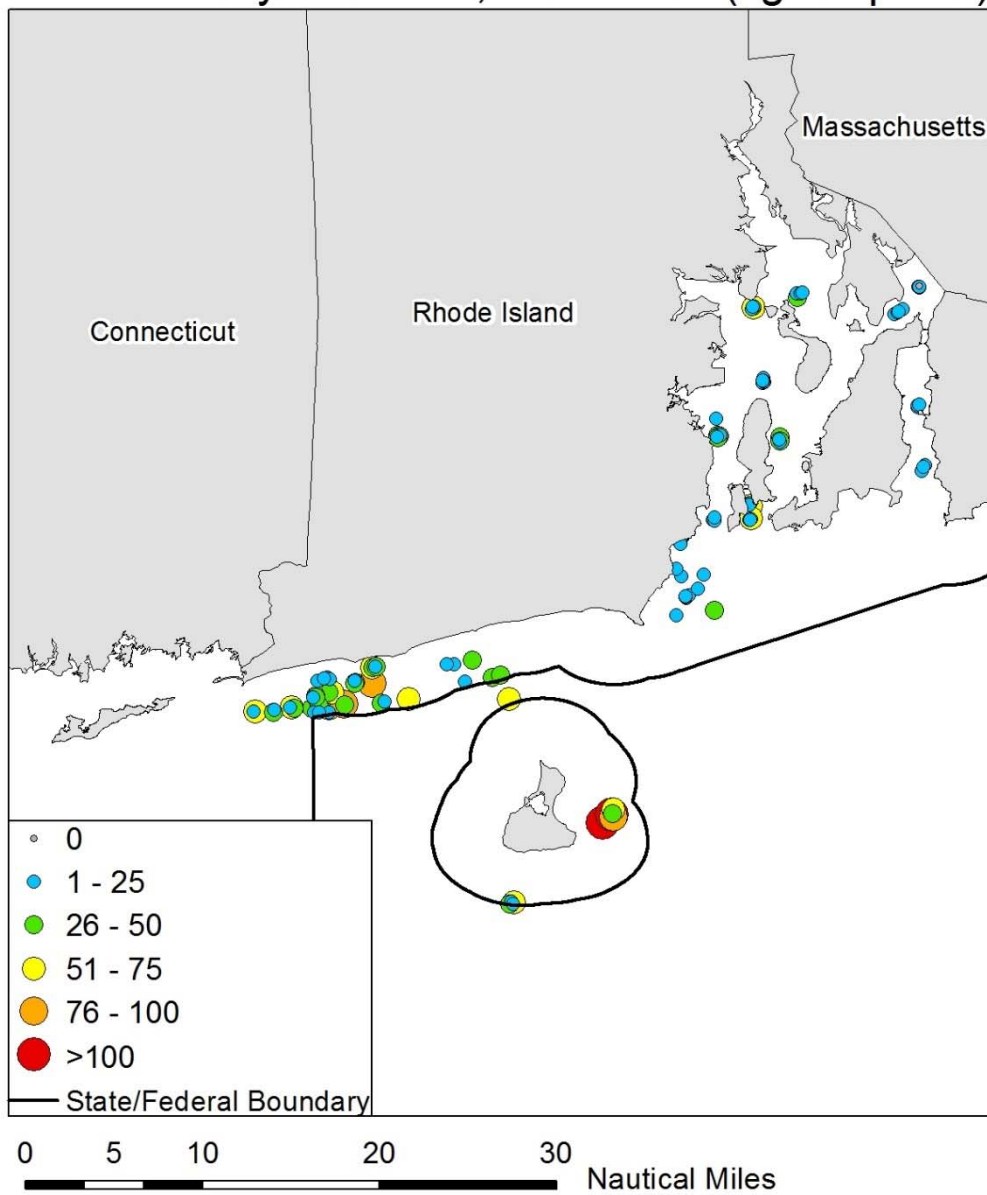 Massachusetts
Rhode Island
Connecticut
0
1 - 25
26 - 50
51 - 75
76 - 100
>100
State/Federal Boundary
0 5 10 20 30
Nautical Miles